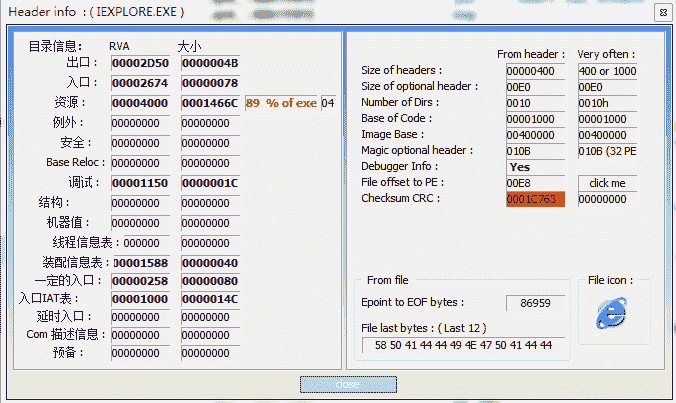 Header info : ( IEXPLORE.EXE )
目录信息: RVA 大小
出口: 00002D50 0000004B
入口: 00002674 00000078
资源: 00004000 0001466C 89 % of exe 04
例外: 00000000 00000000
安全: 00000000 00000000
Base Reloc: 00000000 00000000
调试: 00001150 0000001C
结构: 00000000 00000000
机器值: 00000000 00000000
线程信息表: 000000 00000000
装配信息表: 00001588 00000040
一定的入口: 00000258 00000080
入口IAT表: 00001000 0000014C
延时入口: 00000000 00000000
Com 描述信息: 00000000 00000000
预备: 00000000 00000000
From header : Very often :
Size of headers : 00000400 400 or 1000
Size of optional header : 00E0 00E0
Number of Dirs : 0010 0010h
Base of Code : 00001000 00001000
Image Base : 00400000 00400000
Magic optional header : 010B 010B (32 PE
Debugger Info : Yes
File offset to PE : 00E8 click me
Checksum CRC : 0001C763 00000000
From file
Epoint to EOF bytes : 86959
File last bytes : ( Last 12 )
58 50 41 44 44 49 4E 47 50 41 44 44
File icon :
close